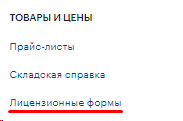 ТОВАРЫ И ЦЕНЫ
Прайс-листы
Складская справка
Лицензионные формы